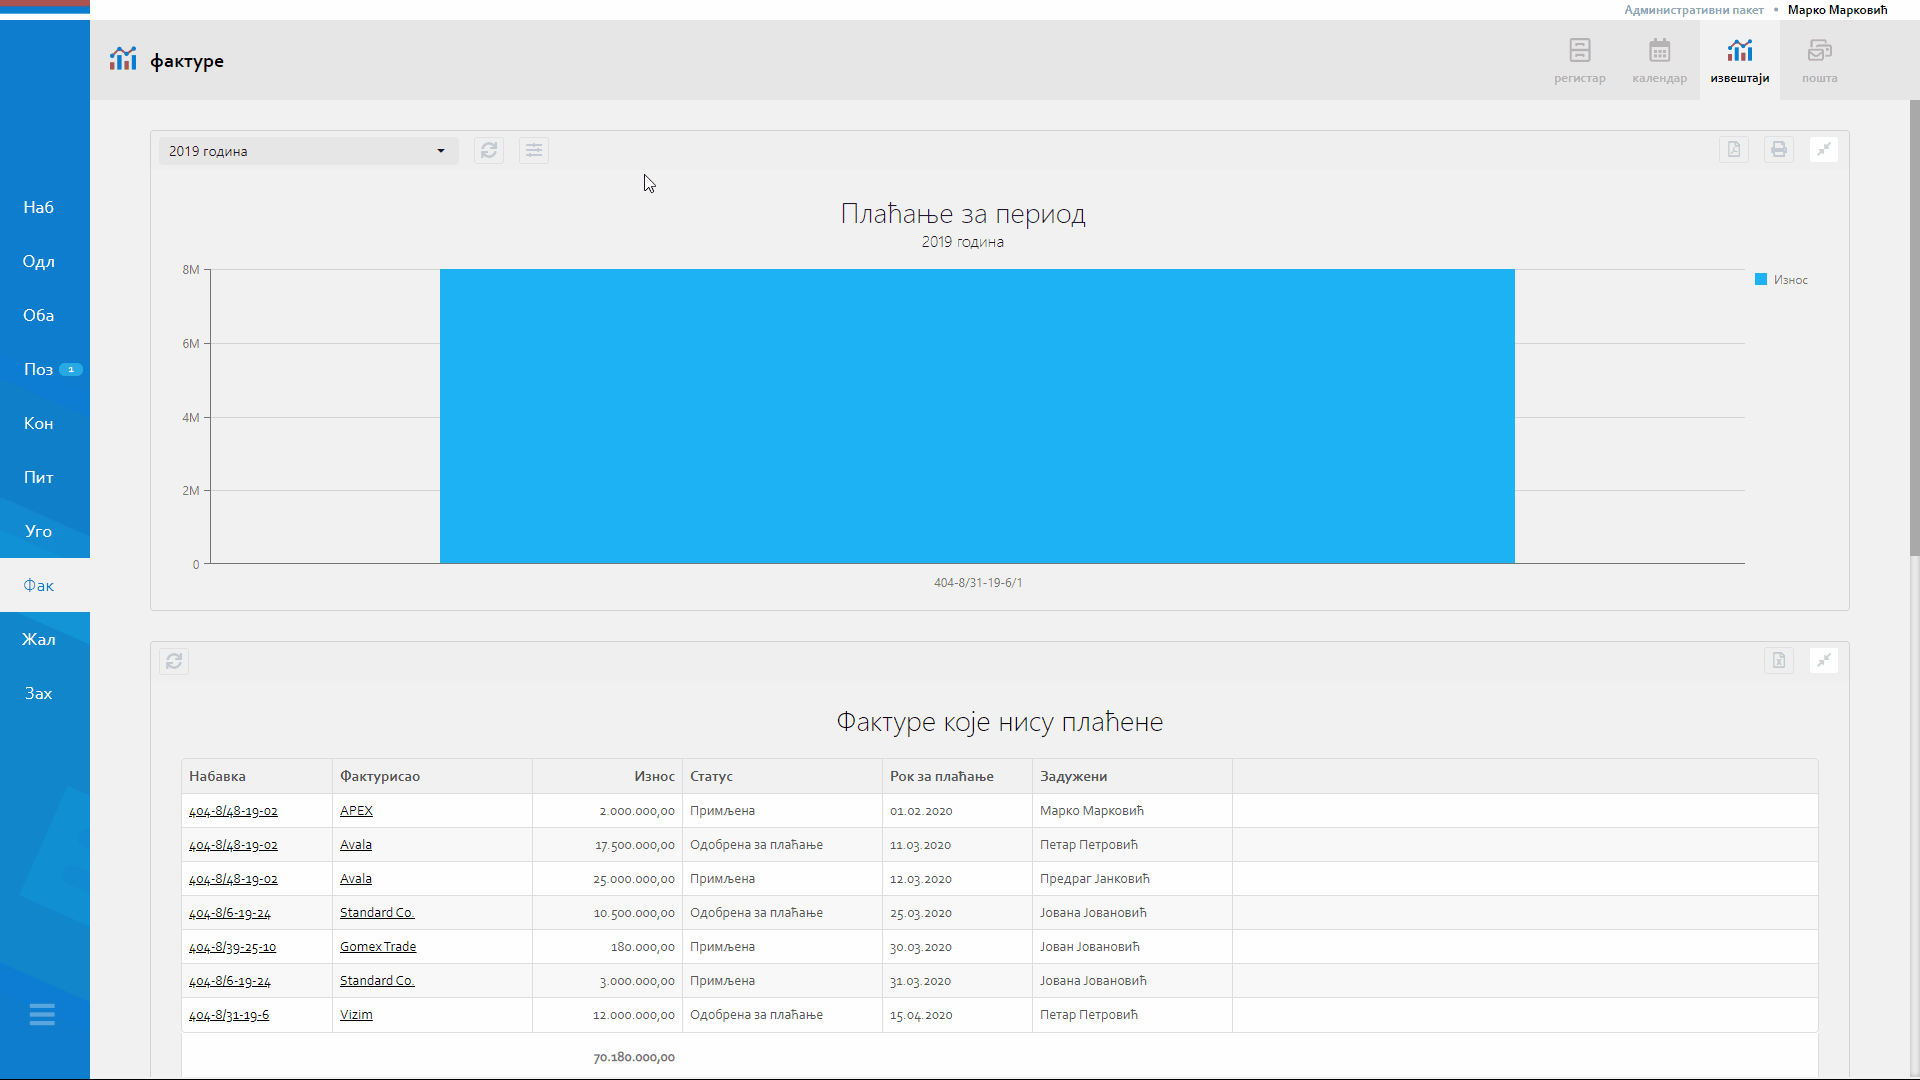 Административни пакет • Марко Марковић
фактуре
регистар
календар
извештаји
пошта
Наб
Одл
Оба
Поз 1
Кон
Пит
Уго
Фак
Жал
Зах
2019 година
Плаћање за период
2019 година
8M
6M
4M
2M
0
Износ
404-8/31-19-6/1
Фактуре које нису плаћене
Набавка Фактурисао Износ Статус Рок за плаћање Задужени
404-8/48-19-02 APEX 2.000.000,00 Примљена 01.02.2020 Марко Марковић
404-8/48-19-02 Avala 17.500.000,00 Одобрена за плаћање 11.03.2020 Петар Петровић
404-8/48-19-02 Avala 25.000.000,00 Примљена 12.03.2020 Предраг Јанковић
404-8/6-19-24 Standard Co. 10.500.000,00 Одобрена за плаћање 25.03.2020 Јована Јовановић
404-8/39-25-10 Gomex Trade 180.000,00 Примљена 30.03.2020 Јован Јовановић
404-8/6-19-24 Standard Co. 3.000.000,00 Примљена 31.03.2020 Јована Јовановић
404-8/31-19-6 Vizim 12.000.000,00 Одобрена за плаћање 15.04.2020 Петар Петровић
70.180.000,00